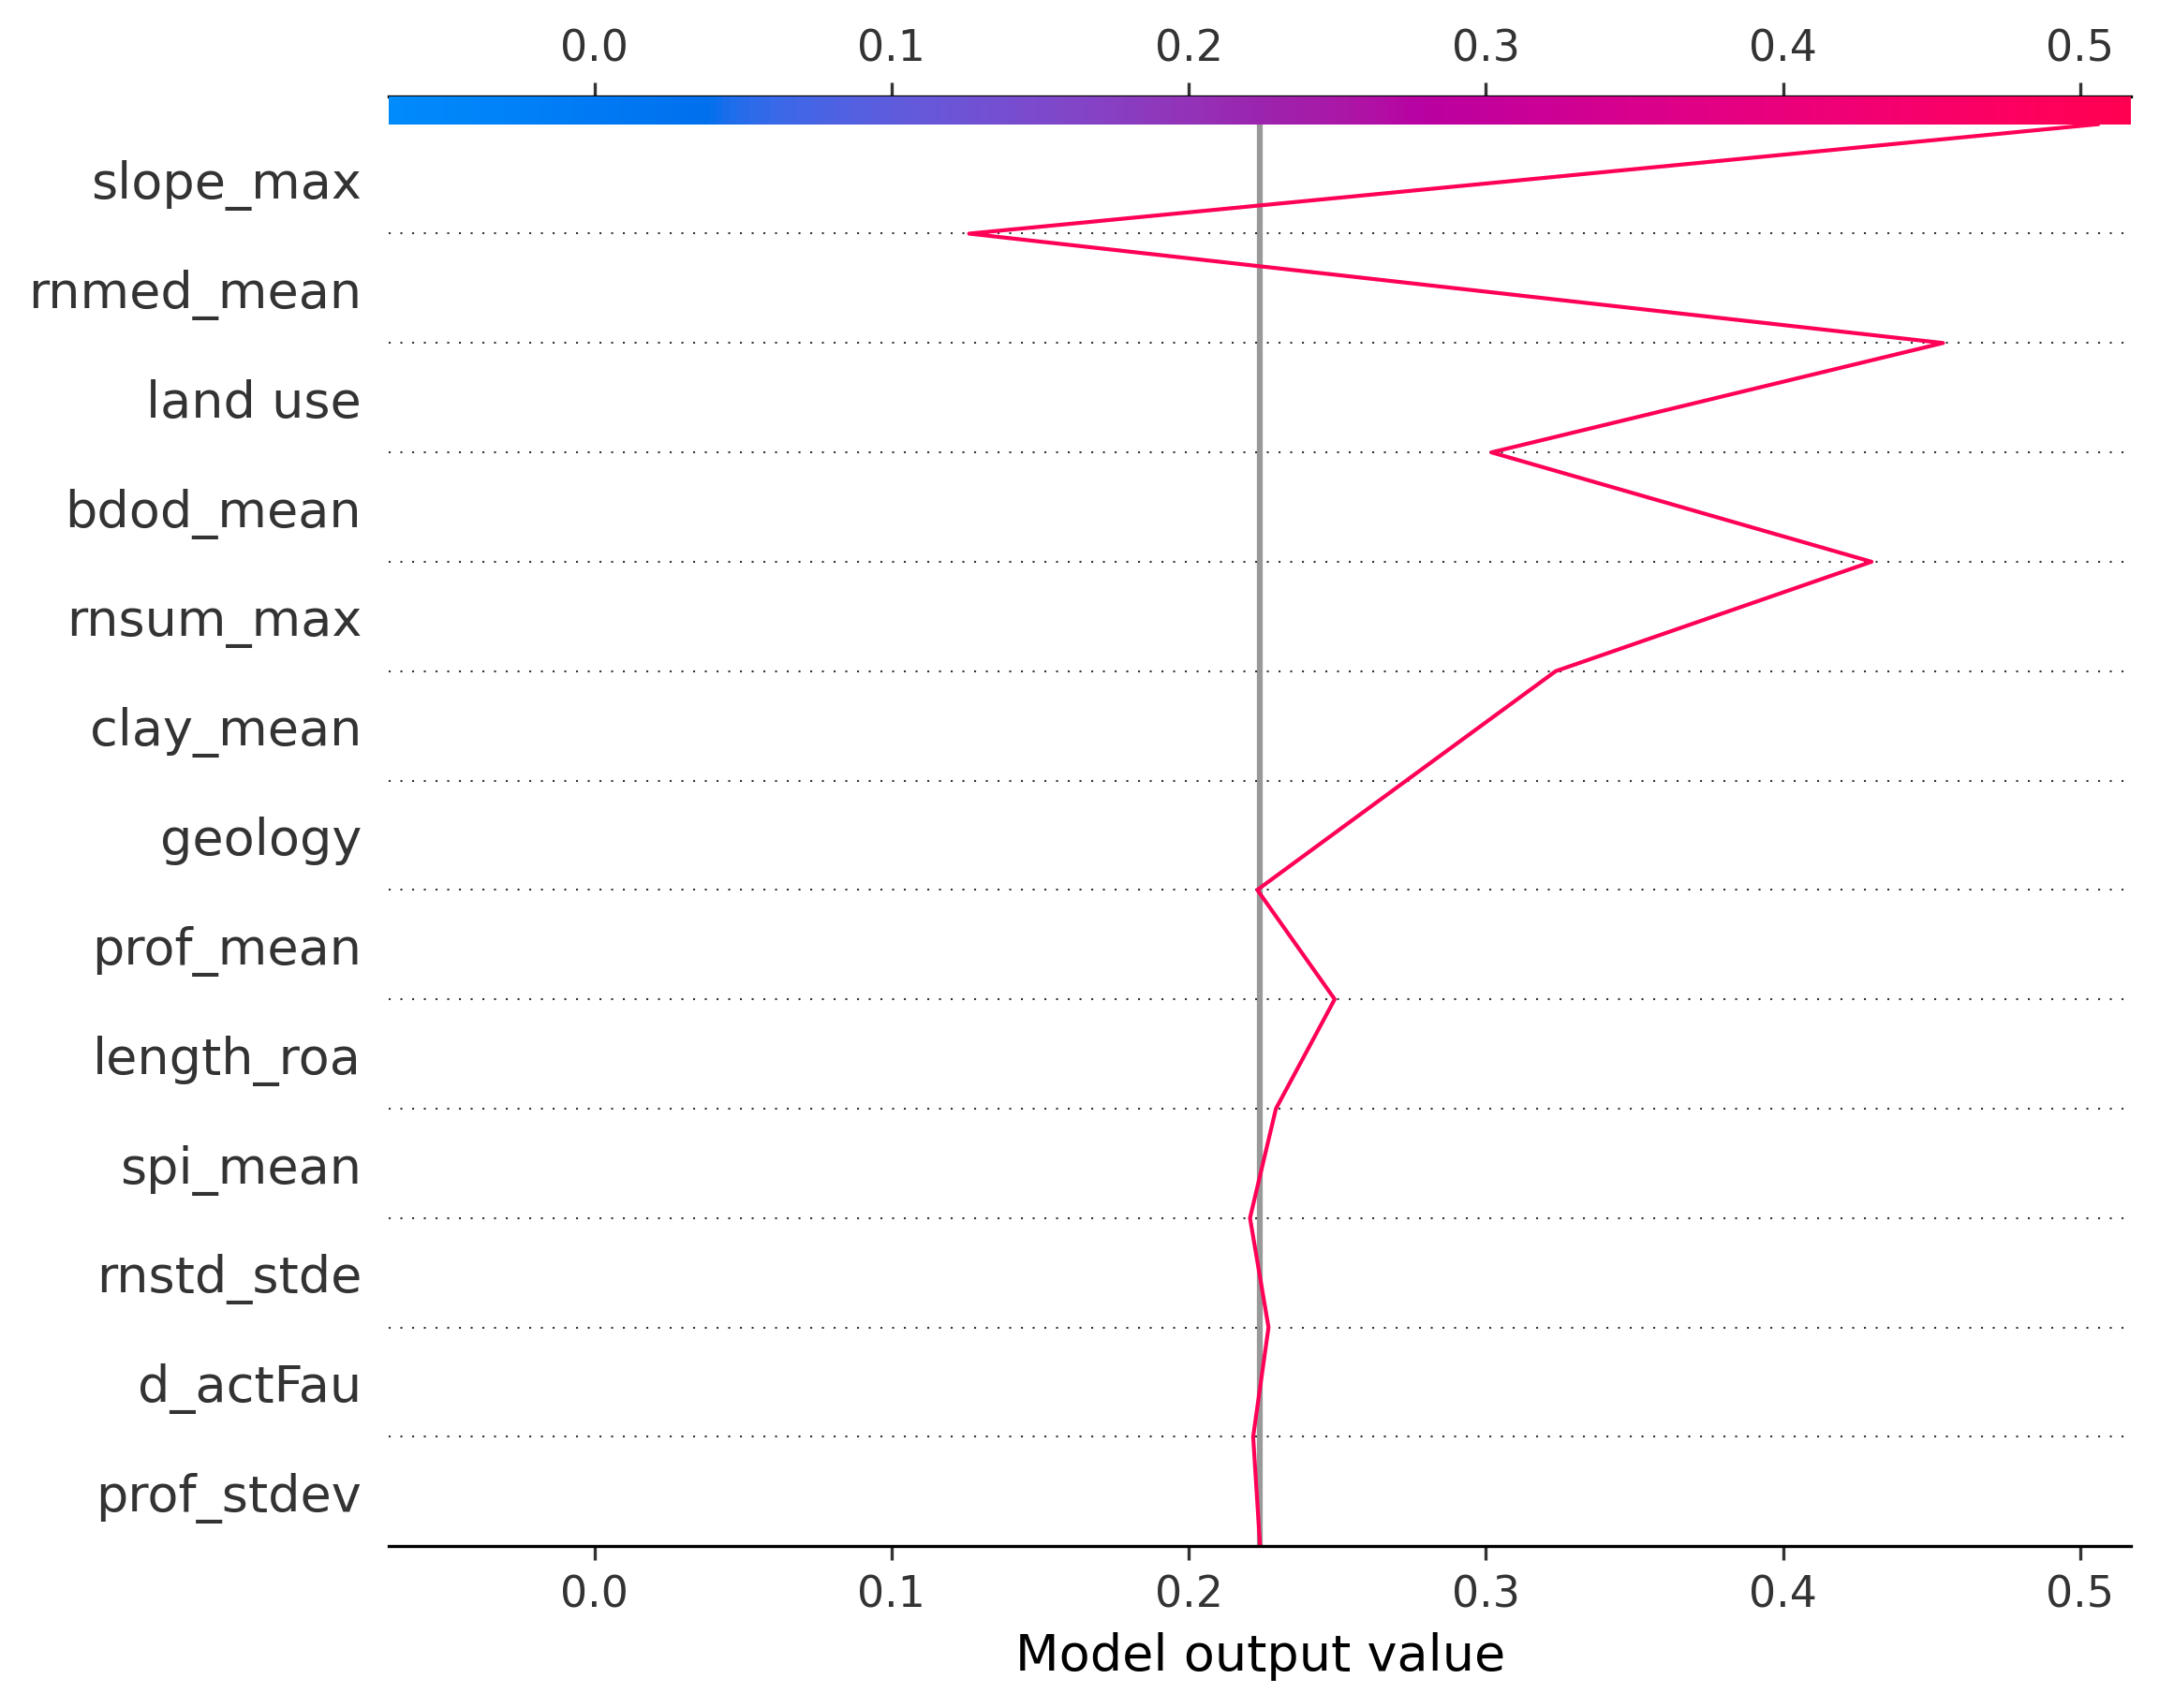 0.0 0.1 0.2 0.3 0.4 0.5
slope_max
rnmed_mean
land use
bdod_mean
rnsum_max
clay_mean
geology
prof_mean
length_roa
spi_mean
rnstd_stde
d_actFau
prof_stdev
0.0 0.1 0.2 0.3 0.4 0.5
Model output value